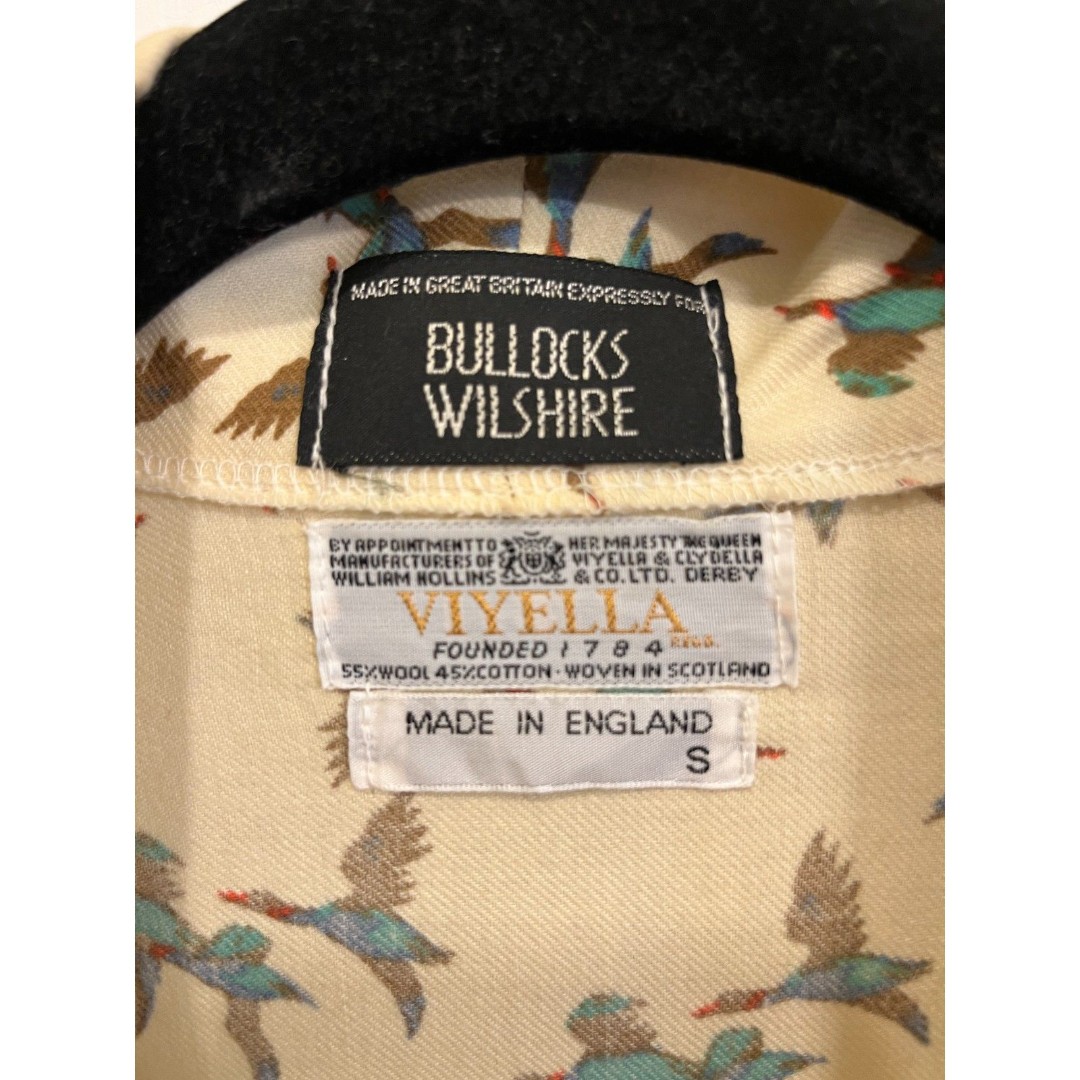 MADE IN GREAT BRITAIN EXPRESSLY FOR
BULLOCKS
WILSHIRE
BY APPOINTMENT TO HER MAJESTY THE QUEEN
MANUFACTURERS OF VIYELLA & CLYDELLA
WILLIAM HOLLINS & CO. LTD. DERBY
VIYELLA REGD.
FOUNDED 1784
55%WOOL 45%COTTON · WOVEN IN SCOTLAND
MADE IN ENGLAND
S